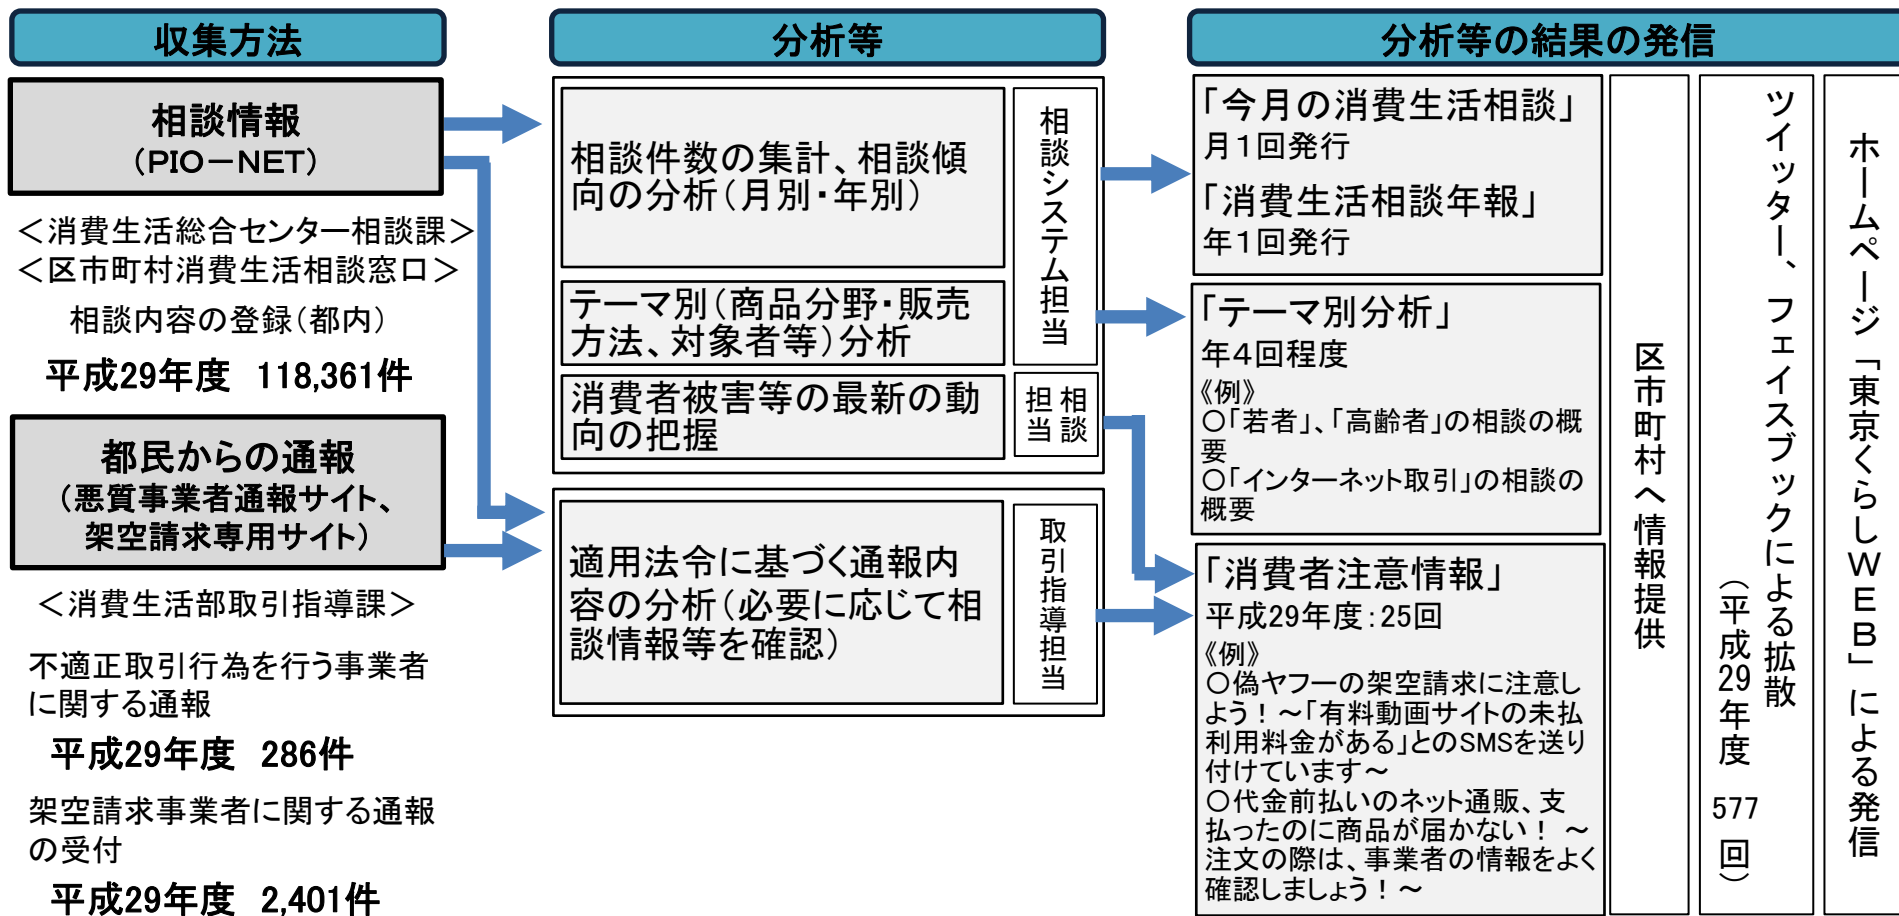 収集方法
相談情報
(PIO－NET)
＜消費生活総合センター相談課＞
＜区市町村消費生活相談窓口＞
相談内容の登録(都内)
平成29年度 118,361件
都民からの通報
(悪質事業者通報サイト、
架空請求専用サイト)
＜消費生活部取引指導課＞
不適正取引行為を行う事業者
に関する通報
平成29年度 286件
架空請求事業者に関する通報
の受付
平成29年度 2,401件
分析等
相談件数の集計、相談傾
向の分析(月別・年別)
テーマ別(商品分野・販売
方法、対象者等)分析
相談システム担当
消費者被害等の最新の動
向の把握
相談
担当
適用法令に基づく通報内
容の分析(必要に応じて相
談情報等を確認)
取引指導担当
分析等の結果の発信
「今月の消費生活相談」
月1回発行
「消費生活相談年報」
年1回発行
「テーマ別分析」
年4回程度
《例》
○「若者」、「高齢者」の相談の概
要
○「インターネット取引」の相談の
概要
「消費者注意情報」
平成29年度：25回
《例》
○偽ヤフーの架空請求に注意し
よう！～「有料動画サイトの未払
利用料金がある」とのSMSを送り
付けています～
○代金前払いのネット通販、支
払ったのに商品が届かない！ ～
注文の際は、事業者の情報をよく
確認しましょう！～
区市町村へ情報提供
ツイッター、フェイスブックによる拡散
(平成29年度 577回)
ホームページ「東京くらしWEB」による発信